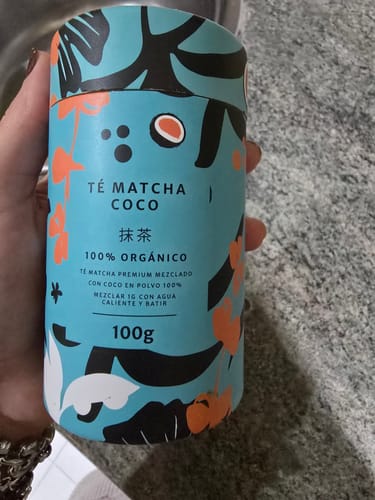 TÉ MATCHA
COCO
抹茶
100% ORGÁNICO
TÉ MATCHA PREMIUM MEZCLADO
CON COCO EN POLVO 100%
MEZCLAR 1G CON AGUA
CALIENTE Y BATIR
100g